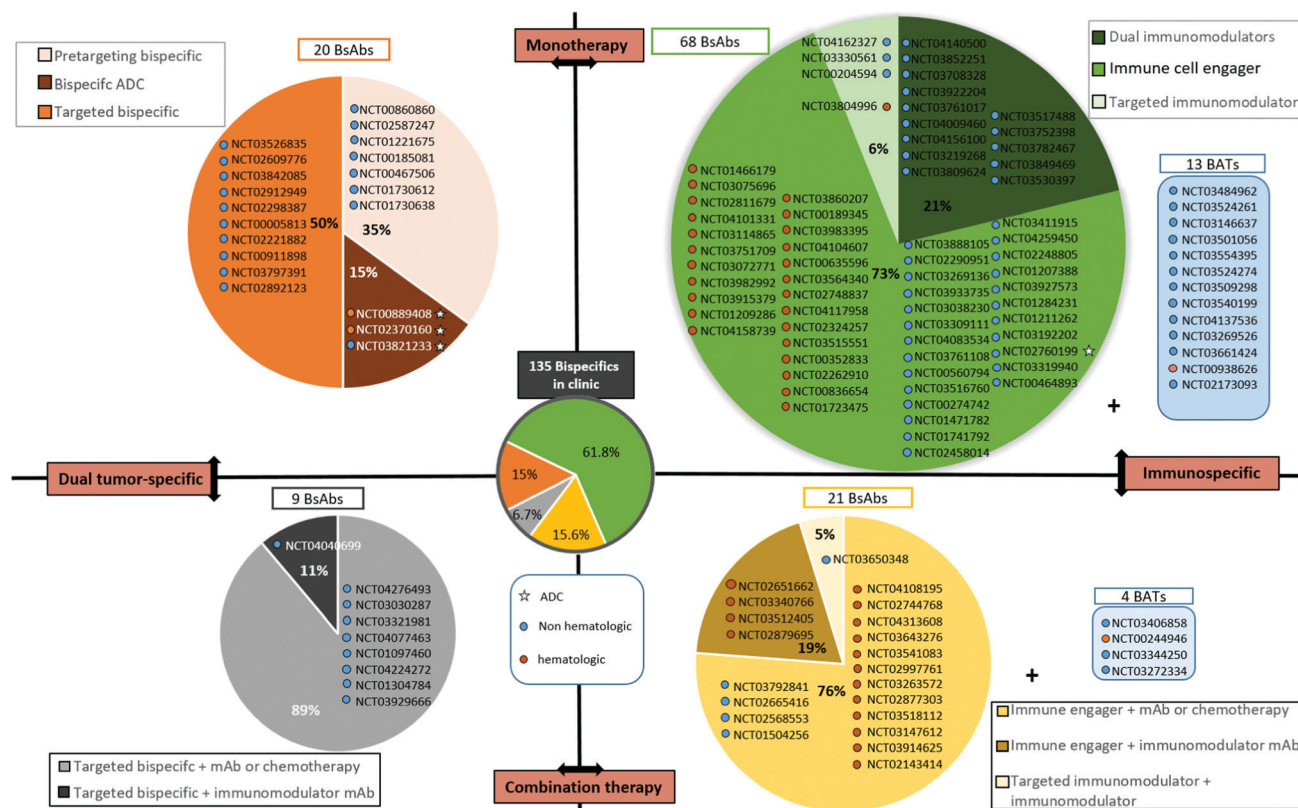 Pretargeting bispecific
Bispecifc ADC
Targeted bispecific
20 BsAbs
NCT00860860
NCT02587247
NCT01221675
NCT00185081
NCT00467506
NCT01730612
NCT01730638
35%
NCT03526835
NCT02609776
NCT03842085
NCT02912949
NCT02298387
NCT00005813
NCT02221882
NCT00911898
NCT03797391
NCT02892123
50%
15%
NCT00889408
NCT02370160
NCT03821233
Monotherapy
68 BsAbs
Dual immunomodulators
Immune cell engager
Targeted immunomodulator
NCT04162327
NCT03330561
NCT00204594
NCT03804996
6%
NCT04140500
NCT03852251
NCT03708328
NCT03922204
NCT03761017
NCT04009460
NCT04156100
NCT03219268
NCT03809624
NCT03517488
NCT03752398
NCT03782467
NCT03849469
NCT03530397
21%
NCT01466179
NCT03075696
NCT02811679
NCT04101331
NCT03114865
NCT03751709
NCT03072771
NCT03982992
NCT03915379
NCT01209286
NCT04158739
NCT03860207
NCT00189345
NCT03983395
NCT04104607
NCT00635596
NCT03564340
NCT02748837
NCT04117958
NCT02324257
NCT03515551
NCT00352833
NCT02262910
NCT00836654
NCT01723475
73%
NCT03888105
NCT02290951
NCT03269136
NCT03933735
NCT03038230
NCT03309111
NCT04083534
NCT03761108
NCT00560794
NCT03516760
NCT00274742
NCT01471782
NCT01741792
NCT02458014
NCT03411915
NCT04259450
NCT02248805
NCT01207388
NCT03927573
NCT01284231
NCT01211262
NCT03192202
NCT02760199
NCT03319940
NCT00464893
+
13 BATs
NCT03484962
NCT03524261
NCT03146637
NCT03501056
NCT03554395
NCT03524274
NCT03509298
NCT03540199
NCT04137536
NCT03269526
NCT03661424
NCT00938626
NCT02173093
135 Bispecifics
in clinic
61.8%
15%
6.7%
15.6%
Dual tumor-specific
Immunospecific
9 BsAbs
NCT04040699
11%
NCT04276493
NCT03030287
NCT03321981
NCT04077463
NCT01097460
NCT04224272
NCT01304784
NCT03929666
89%
Targeted bispecifc + mAb or chemotherapy
Targeted bispecific + immunomodulator mAb
ADC
Non hematologic
hematologic
Combination therapy
21 BsAbs
5%
NCT03650348
NCT02651662
NCT03340766
NCT03512405
NCT02879695
19%
76%
NCT03792841
NCT02665416
NCT02568553
NCT01504256
NCT04108195
NCT02744768
NCT04313608
NCT03643276
NCT03541083
NCT02997761
NCT03263572
NCT02877303
NCT03518112
NCT03147612
NCT03914625
NCT02143414
+
4 BATs
NCT03406858
NCT00244946
NCT03344250
NCT03272334
Immune engager + mAb or chemotherapy
Immune engager + immunomodulator mAb
Targeted immunomodulator +
immunomodulator